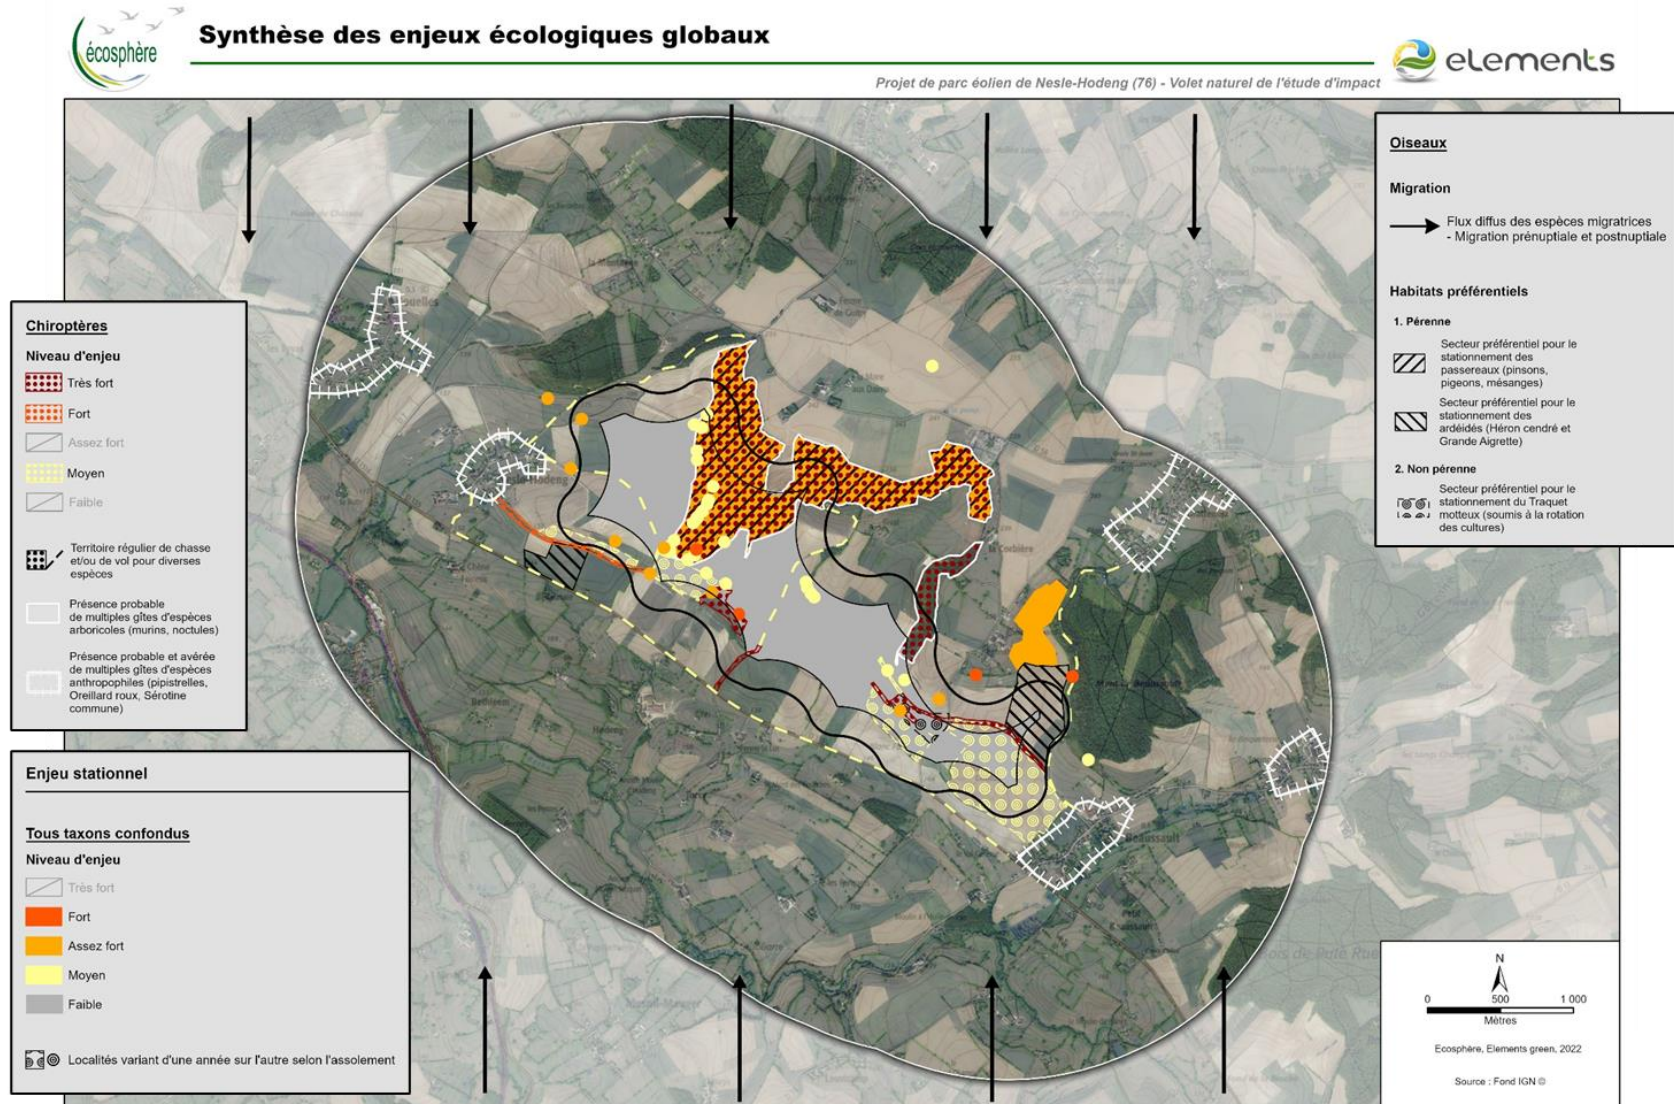 écosphère
Synthèse des enjeux écologiques globaux
elements
Projet de parc éolien de Nesle-Hodeng (76) - Volet naturel de l'étude d'impact
Oiseaux
Migration
Flux diffus des espèces migratrices
- Migration prénuptiale et postnuptiale
Habitats préférentiels
1. Pérenne
Secteur préférentiel pour le
stationnement des
passereaux (pinsons,
pigeons, mésanges)
Secteur préférentiel pour le
stationnement des
ardéidés (Héron cendré et
Grande Aigrette)
2. Non pérenne
Secteur préférentiel pour le
stationnement du Traquet
motteux (soumis à la rotation
des cultures)
Chiroptères
Niveau d'enjeu
Très fort
Fort
Assez fort
Moyen
Faible
Territoire régulier de chasse
et/ou de vol pour diverses
espèces
Présence probable
de multiples gîtes d'espèces
arboricoles (murins, noctules)
Présence probable et avérée
de multiples gîtes d'espèces
anthropophiles (pipistrelles,
Oreillard roux, Sérotine
commune)
la Corbière
Beaussault
Enjeu stationnel
Tous taxons confondus
Niveau d'enjeu
Très fort
Fort
Assez fort
Moyen
Faible
Localités variant d'une année sur l'autre selon l'assolement
N
0 500 1 000
Mètres
Ecosphère, Elements green, 2022
Source : Fond IGN ©